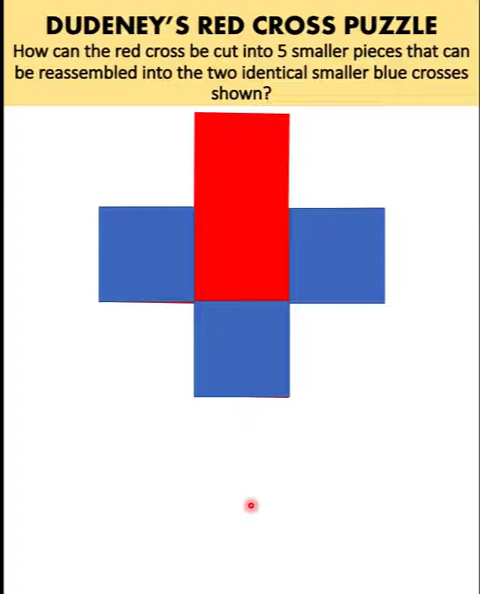 DUDENEY'S RED CROSS PUZZLE
How can the red cross be cut into 5 smaller pieces that can
be reassembled into the two identical smaller blue crosses
shown?